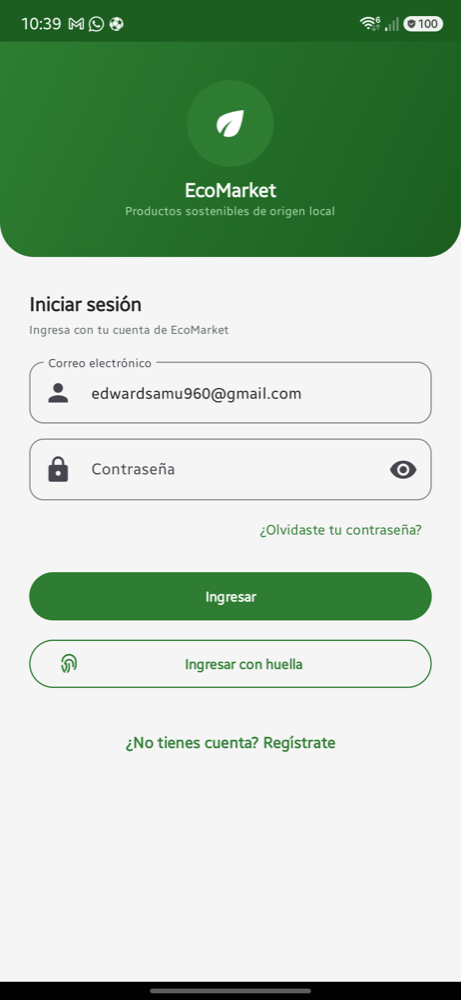 10:39
6
100
EcoMarket
Productos sostenibles de origen local
Iniciar sesión
Ingresa con tu cuenta de EcoMarket
Correo electrónico
edwardsamu960@gmail.com
Contraseña
¿Olvidaste tu contraseña?
Ingresar
Ingresar con huella
¿No tienes cuenta? Regístrate